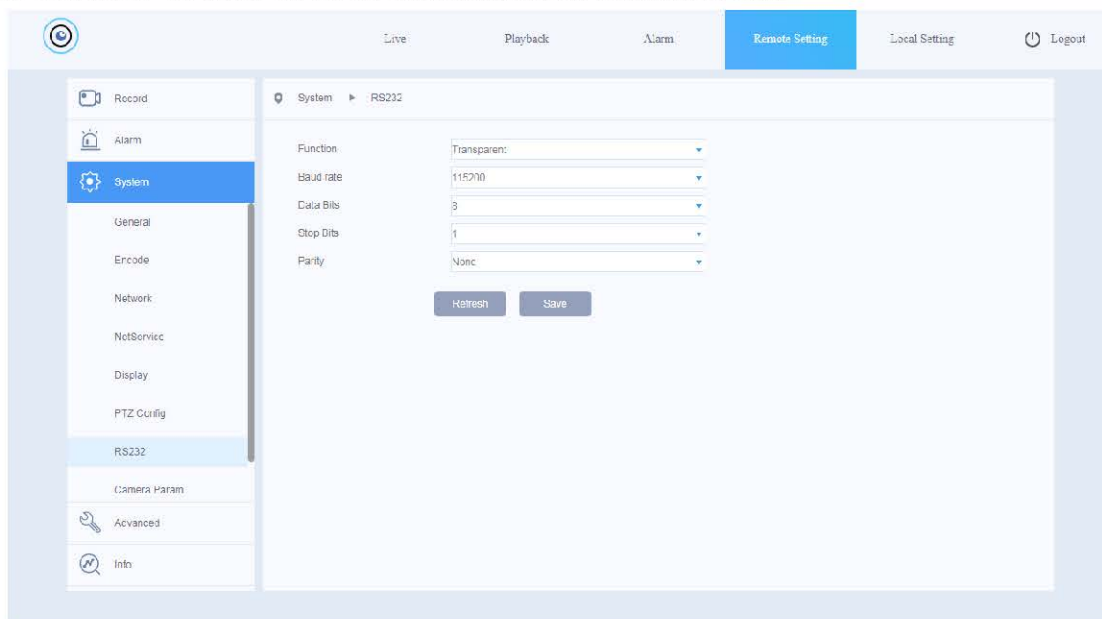 Live Playback Alarm Remote Setting Local Setting Logout
Record
System RS232
Alarm
Function Transparent
System
Baud rate 115200
Data Bits 8
General
Stop Bits 1
Encode
Parity None
Network
Refresh Save
NetService
Display
PTZ Config
RS232
Camera Param
Advanced
Info